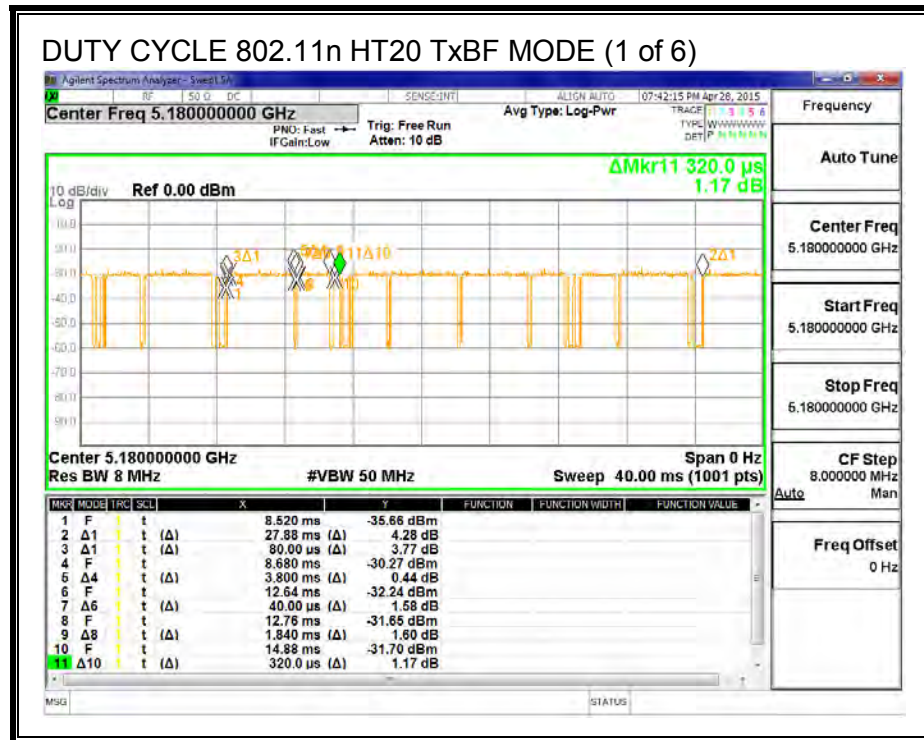 DUTY CYCLE 802.11n HT20 TxBF MODE (1 of 6)
Agilent Spectrum Analyzer - Swept SA
RF 50 Ω DC SENSE:INT ALIGN AUTO 07:42:15 PM Apr 28, 2015
Center Freq 5.180000000 GHz
PNO: Fast
IFGain:Low
Trig: Free Run
Atten: 10 dB
Avg Type: Log-Pwr
TRACE
TYPE
DET
Frequency
ΔMkr11 320.0 µs
1.17 dB
10 dB/div Ref 0.00 dBm
Log
3Δ1
11Δ10
2Δ1
Center 5.180000000 GHz
Span 0 Hz
Res BW 8 MHz
#VBW 50 MHz
Sweep 40.00 ms (1001 pts)
MKR MODE TRC SCL X Y FUNCTION FUNCTION WIDTH FUNCTION VALUE
1 F 1 t 8.520 ms -35.66 dBm
2 Δ1 1 t (Δ) 27.88 ms (Δ) 4.28 dB
3 Δ1 1 t (Δ) 80.00 µs (Δ) 3.77 dB
4 F 1 t 8.680 ms -30.27 dBm
5 Δ4 1 t (Δ) 3.800 ms (Δ) 0.44 dB
6 F 1 t 12.64 ms -32.24 dBm
7 Δ6 1 t (Δ) 40.00 µs (Δ) 1.58 dB
8 F 1 t 12.76 ms -31.65 dBm
9 Δ8 1 t (Δ) 1.840 ms (Δ) 1.60 dB
10 F 1 t 14.88 ms -31.70 dBm
11 Δ10 1 t (Δ) 320.0 µs (Δ) 1.17 dB
MSG
STATUS
Auto Tune
Center Freq
5.180000000 GHz
Start Freq
5.180000000 GHz
Stop Freq
5.180000000 GHz
CF Step
8.000000 MHz
Auto Man
Freq Offset
0 Hz